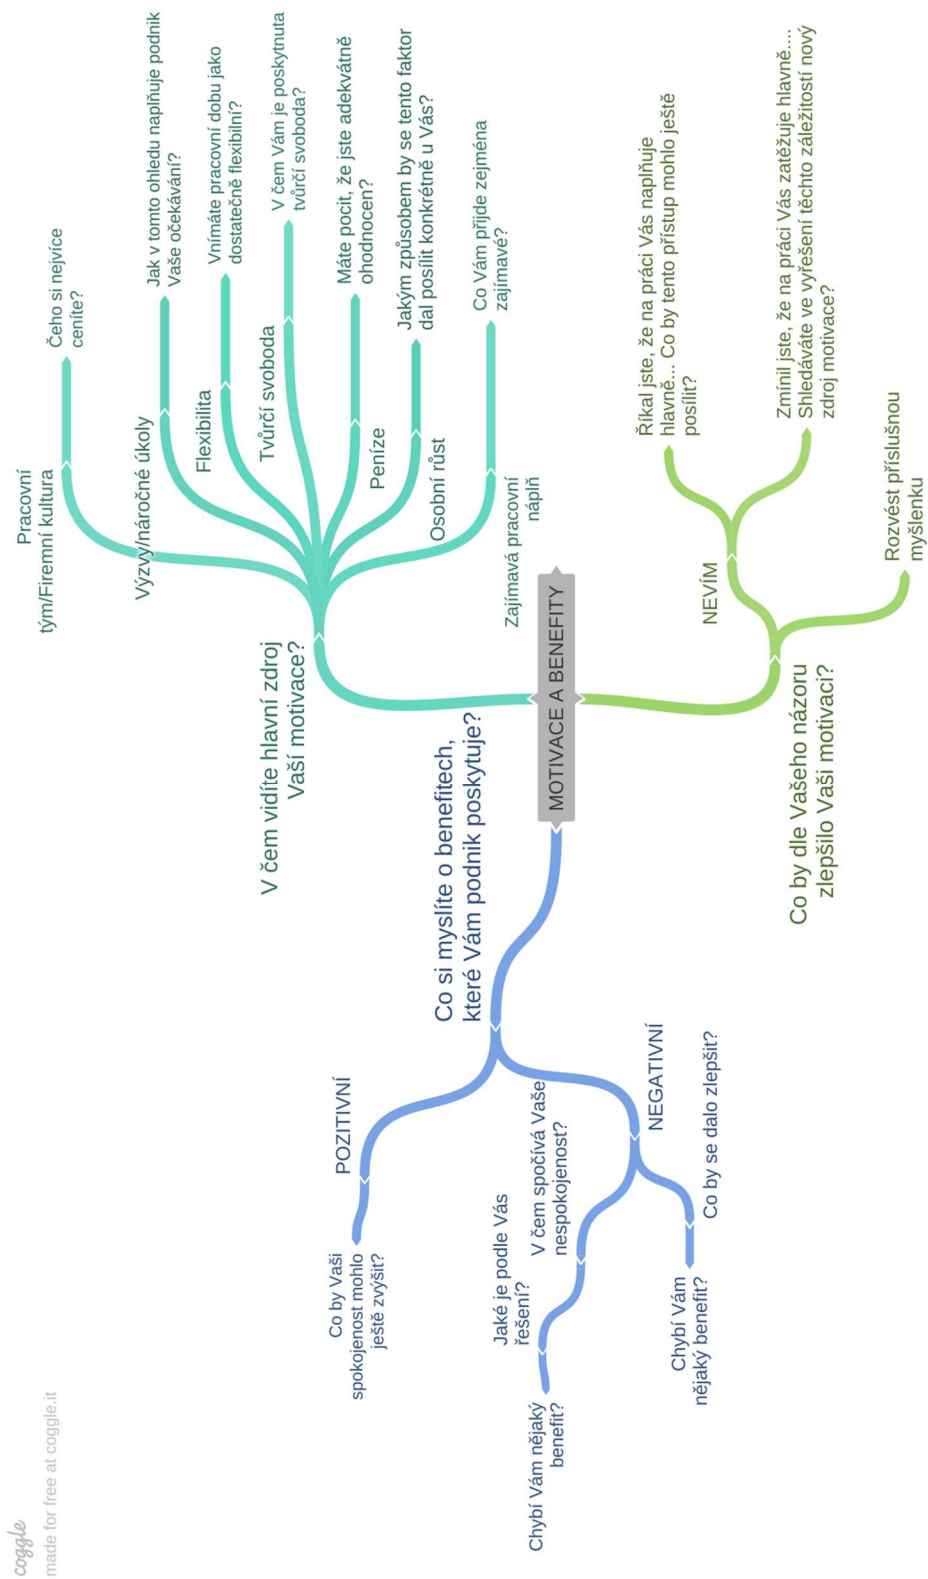 coggle
made for free at coggle.it
MOTIVACE A BENEFITY
Co si myslíte o benefitech,
které Vám podnik poskytuje?
POZITIVNÍ
Co by Vaši
spokojenost mohlo
ještě zvýšit?
NEGATIVNÍ
V čem spočívá Vaše
nespokojenost?
Jaké je podle Vás
řešení?
Chybí Vám nějaký
benefit?
Co by se dalo zlepšit?
Chybí Vám
nějaký benefit?
V čem vidíte hlavní zdroj
Vaší motivace?
Pracovní
tým/Firemní kultura
Čeho si nejvíce
ceníte?
Výzvy/náročné úkoly
Jak v tomto ohledu naplňuje podnik
Vaše očekávání?
Flexibilita
Vnímáte pracovní dobu jako
dostatečně flexibilní?
Tvůrčí svoboda
V čem Vám je poskytnuta
tvůrčí svoboda?
Peníze
Máte pocit, že jste adekvátně
ohodnocen?
Osobní růst
Jakým způsobem by se tento faktor
dal posílit konkrétně u Vás?
Zajímavá pracovní
náplň
Co Vám přijde zejména
zajímavé?
Co by dle Vašeho názoru
zlepšilo Vaši motivaci?
NEVÍM
Říkal jste, že na práci Vás naplňuje
hlavně... Co by tento přístup mohlo ještě
posílit?
Zmínil jste, že na práci Vás zatěžuje hlavně....
Shledáváte ve vyřešení těchto záležitostí nový
zdroj motivace?
Rozvést příslušnou
myšlenku